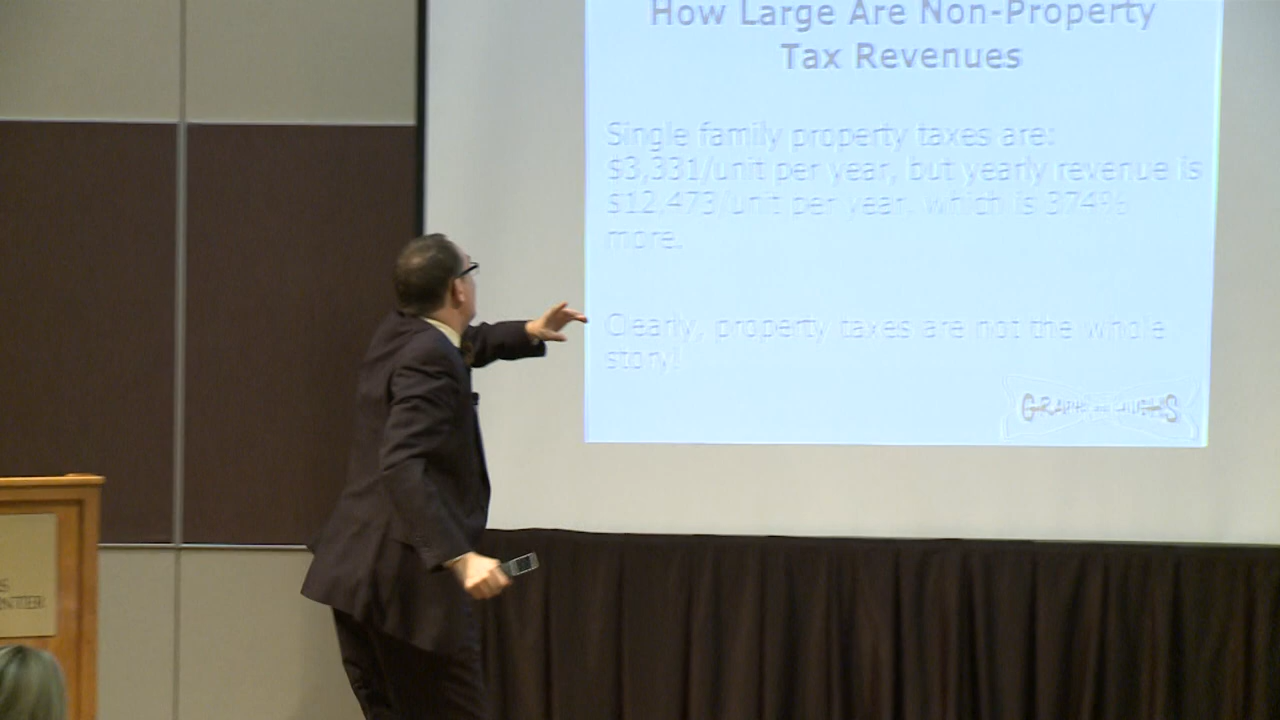 How Large Are Non-Property
Tax Revenues
Single family property taxes are:
$3,331/unit per year, but yearly revenue is
$12,473/unit per year, which is 374%
more.
Clearly, property taxes are not the whole
story!